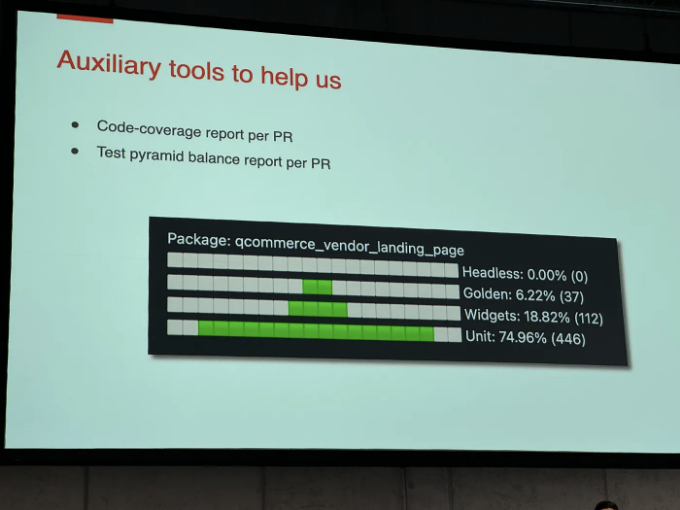 Auxiliary tools to help us
● Code-coverage report per PR
● Test pyramid balance report per PR
Package: qcommerce_vendor_landing_page
Headless: 0.00% (0)
Golden: 6.22% (37)
Widgets: 18.82% (112)
Unit: 74.96% (446)